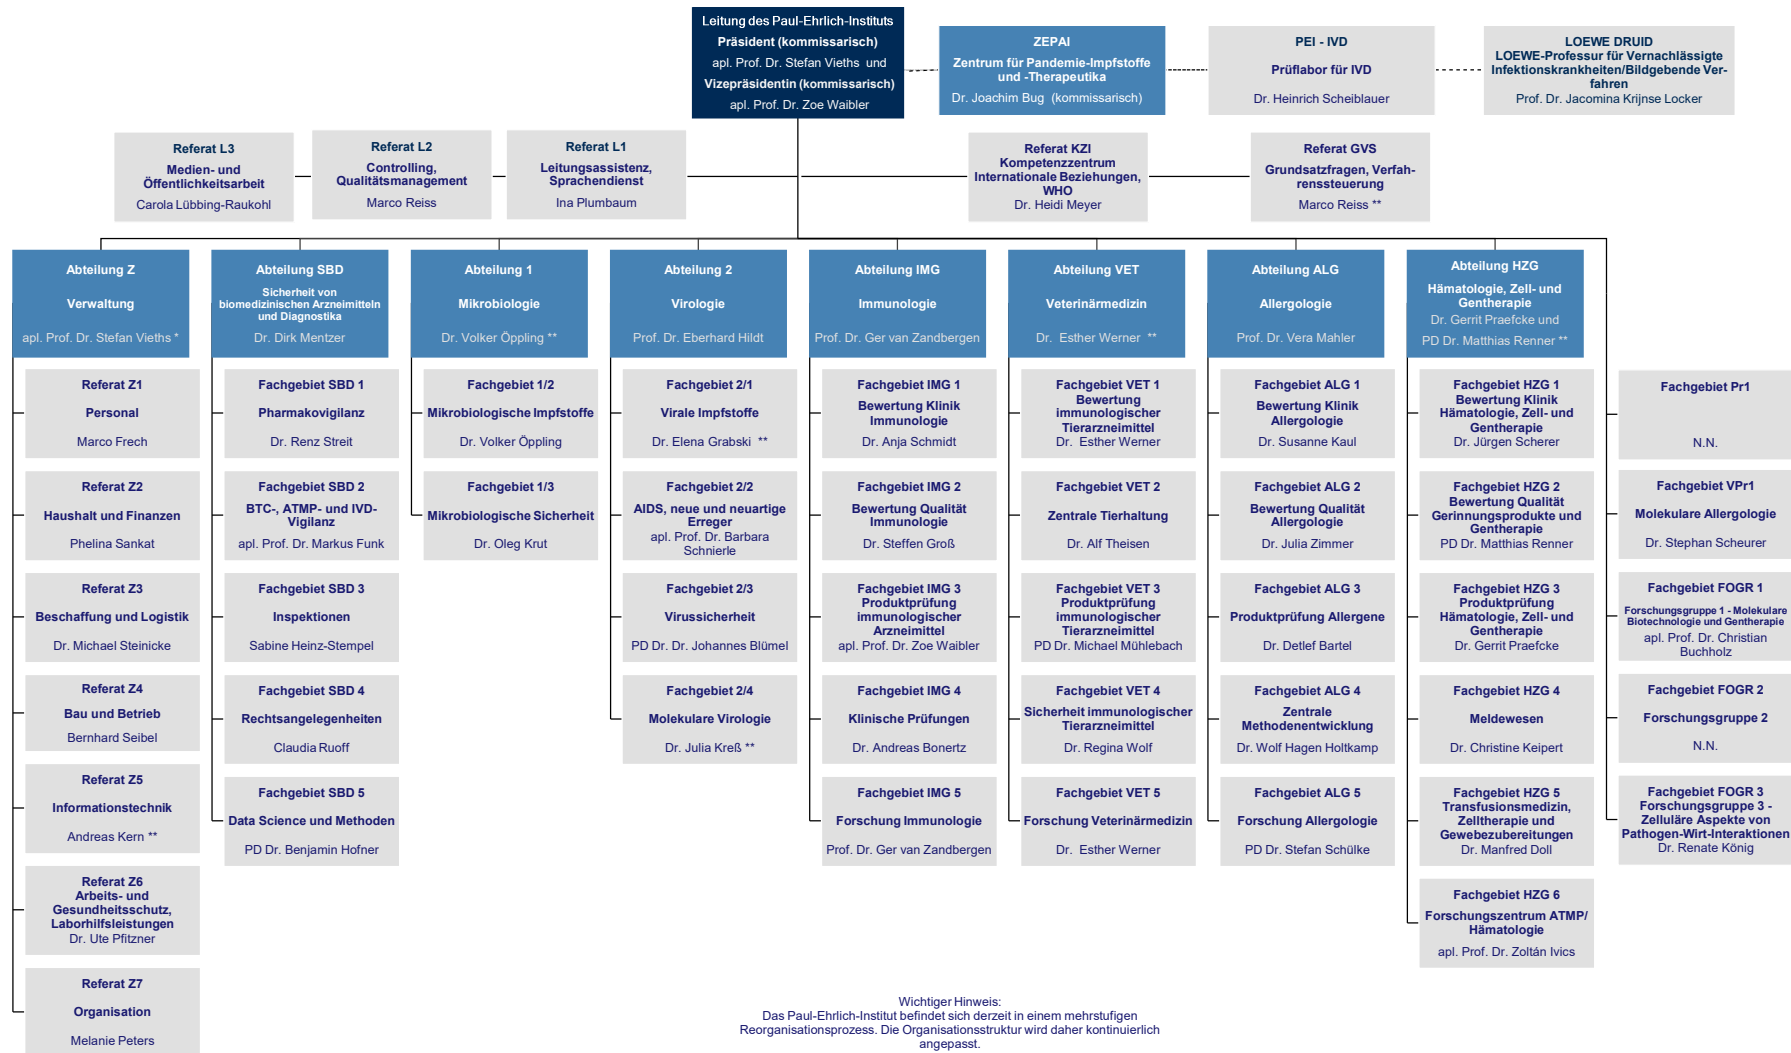 Leitung des Paul-Ehrlich-Instituts
Präsident (kommissarisch)
apl. Prof. Dr. Stefan Vieths und
Vizepräsidentin (kommissarisch)
apl. Prof. Dr. Zoe Waibler
ZEPAI
Zentrum für Pandemie-Impfstoffe
und -Therapeutika
Dr. Joachim Bug (kommissarisch)
PEI - IVD
Prüflabor für IVD
Dr. Heinrich Scheiblauer
LOEWE DRUID
LOEWE-Professur für Vernachlässigte
Infektionskrankheiten/Bildgebende Ver-
fahren
Prof. Dr. Jacomina Krijnse Locker
Referat L3
Medien- und
Öffentlichkeitsarbeit
Carola Lübbing-Raukohl
Referat L2
Controlling,
Qualitätsmanagement
Marco Reiss
Referat L1
Leitungsassistenz,
Sprachendienst
Ina Plumbaum
Referat KZI
Kompetenzzentrum
Internationale Beziehungen,
WHO
Dr. Heidi Meyer
Referat GVS
Grundsatzfragen, Verfah-
renssteuerung
Marco Reiss **
Abteilung Z
Verwaltung
apl. Prof. Dr. Stefan Vieths *
Abteilung SBD
Sicherheit von
biomedizinischen Arzneimitteln
und Diagnostika
Dr. Dirk Mentzer
Abteilung 1
Mikrobiologie
Dr. Volker Öppling **
Abteilung 2
Virologie
Prof. Dr. Eberhard Hildt
Abteilung IMG
Immunologie
Prof. Dr. Ger van Zandbergen
Abteilung VET
Veterinärmedizin
Dr. Esther Werner **
Abteilung ALG
Allergologie
Prof. Dr. Vera Mahler
Abteilung HZG
Hämatologie, Zell- und
Gentherapie
Dr. Gerrit Praefcke und
PD Dr. Matthias Renner **
Referat Z1
Personal
Marco Frech
Referat Z2
Haushalt und Finanzen
Phelina Sankat
Referat Z3
Beschaffung und Logistik
Dr. Michael Steinicke
Referat Z4
Bau und Betrieb
Bernhard Seibel
Referat Z5
Informationstechnik
Andreas Kern **
Referat Z6
Arbeits- und
Gesundheitsschutz,
Laborhilfsleistungen
Dr. Ute Pfitzner
Referat Z7
Organisation
Melanie Peters
Fachgebiet SBD 1
Pharmakovigilanz
Dr. Renz Streit
Fachgebiet SBD 2
BTC-, ATMP- und IVD-
Vigilanz
apl. Prof. Dr. Markus Funk
Fachgebiet SBD 3
Inspektionen
Sabine Heinz-Stempel
Fachgebiet SBD 4
Rechtsangelegenheiten
Claudia Ruoff
Fachgebiet SBD 5
Data Science und Methoden
PD Dr. Benjamin Hofner
Fachgebiet 1/2
Mikrobiologische Impfstoffe
Dr. Volker Öppling
Fachgebiet 1/3
Mikrobiologische Sicherheit
Dr. Oleg Krut
Fachgebiet 2/1
Virale Impfstoffe
Dr. Elena Grabski **
Fachgebiet 2/2
AIDS, neue und neuartige
Erreger
apl. Prof. Dr. Barbara
Schnierle
Fachgebiet 2/3
Virussicherheit
PD Dr. Dr. Johannes Blümel
Fachgebiet 2/4
Molekulare Virologie
Dr. Julia Kreß **
Fachgebiet IMG 1
Bewertung Klinik
Immunologie
Dr. Anja Schmidt
Fachgebiet IMG 2
Bewertung Qualität
Immunologie
Dr. Steffen Groß
Fachgebiet IMG 3
Produktprüfung
immunologischer
Arzneimittel
apl. Prof. Dr. Zoe Waibler
Fachgebiet IMG 4
Klinische Prüfungen
Dr. Andreas Bonertz
Fachgebiet IMG 5
Forschung Immunologie
Prof. Dr. Ger van Zandbergen
Fachgebiet VET 1
Bewertung
immunologischer
Tierarzneimittel
Dr. Esther Werner
Fachgebiet VET 2
Zentrale Tierhaltung
Dr. Alf Theisen
Fachgebiet VET 3
Produktprüfung
immunologischer
Tierarzneimittel
PD Dr. Michael Mühlebach
Fachgebiet VET 4
Sicherheit immunologischer
Tierarzneimittel
Dr. Regina Wolf
Fachgebiet VET 5
Forschung Veterinärmedizin
Dr. Esther Werner
Fachgebiet ALG 1
Bewertung Klinik
Allergologie
Dr. Susanne Kaul
Fachgebiet ALG 2
Bewertung Qualität
Allergologie
Dr. Julia Zimmer
Fachgebiet ALG 3
Produktprüfung Allergene
Dr. Detlef Bartel
Fachgebiet ALG 4
Zentrale
Methodenentwicklung
Dr. Wolf Hagen Holtkamp
Fachgebiet ALG 5
Forschung Allergologie
PD Dr. Stefan Schülke
Fachgebiet HZG 1
Bewertung Klinik
Hämatologie, Zell- und
Gentherapie
Dr. Jürgen Scherer
Fachgebiet HZG 2
Bewertung Qualität
Gerinnungsprodukte und
Gentherapie
PD Dr. Matthias Renner
Fachgebiet HZG 3
Produktprüfung
Hämatologie, Zell- und
Gentherapie
Dr. Gerrit Praefcke
Fachgebiet HZG 4
Meldewesen
Dr. Christine Keipert
Fachgebiet HZG 5
Transfusionsmedizin,
Zelltherapie und
Gewebezubereitungen
Dr. Manfred Doll
Fachgebiet HZG 6
Forschungszentrum ATMP/
Hämatologie
apl. Prof. Dr. Zoltán Ivics
Fachgebiet Pr1
N.N.
Fachgebiet VPr1
Molekulare Allergologie
Dr. Stephan Scheurer
Fachgebiet FOGR 1
Forschungsgruppe 1 - Molekulare
Biotechnologie und Gentherapie
apl. Prof. Dr. Christian
Buchholz
Fachgebiet FOGR 2
Forschungsgruppe 2
N.N.
Fachgebiet FOGR 3
Forschungsgruppe 3 -
Zelluläre Aspekte von
Pathogen-Wirt-Interaktionen
Dr. Renate König
Wichtiger Hinweis:
Das Paul-Ehrlich-Institut befindet sich derzeit in einem mehrstufigen
Reorganisationsprozess. Die Organisationsstruktur wird daher kontinuierlich
angepasst.